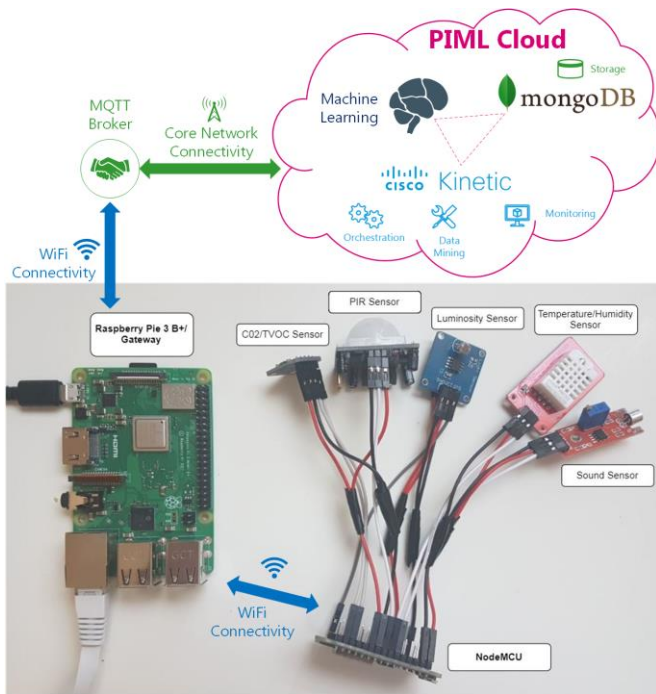 PIML Cloud
Storage
Machine
Learning
mongoDB
MQTT
Broker
Core Network
Connectivity
CISCO Kinetic
Orchestration
Data
Mining
Monitoring
WiFi
Connectivity
Raspberry Pie 3 B+/
Gateway
C02/TVOC Sensor
PIR Sensor
Luminosity Sensor
Temperature/Humidity
Sensor
Sound Sensor
HDMI
WiFi
Connectivity
NodeMCU